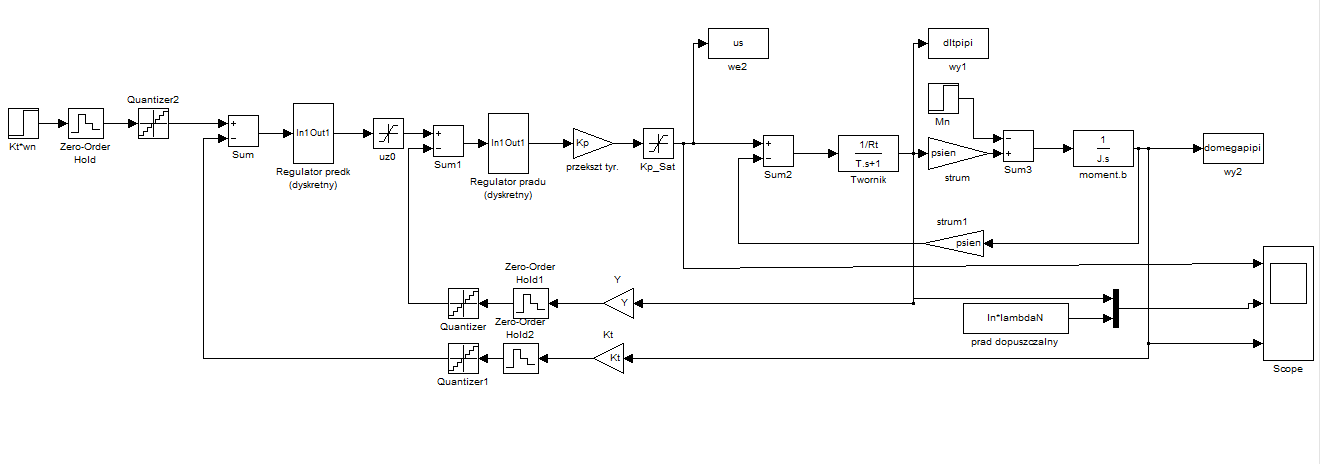 us
we2
dltpipi
wy1
Quantizer2
Kt*wn
Zero-Order
Hold
+
−
Sum
In1 Out1
Regulator predk
(dyskretny)
uz0
+
−
Sum1
In1 Out1
Regulator pradu
(dyskretny)
Kp
przekszt tyr.
Kp_Sat
+
−
Sum2
1/Rt
T.s+1
Twornik
Mn
psien
strum
−
+
Sum3
1
J.s
moment.b
domegapipi
wy2
strum1
psien
Zero-Order
Hold1
Quantizer
Y
Y
In*lambdaN
prad dopuszczalny
Zero-Order
Hold2
Quantizer1
Kt
Kt
Scope